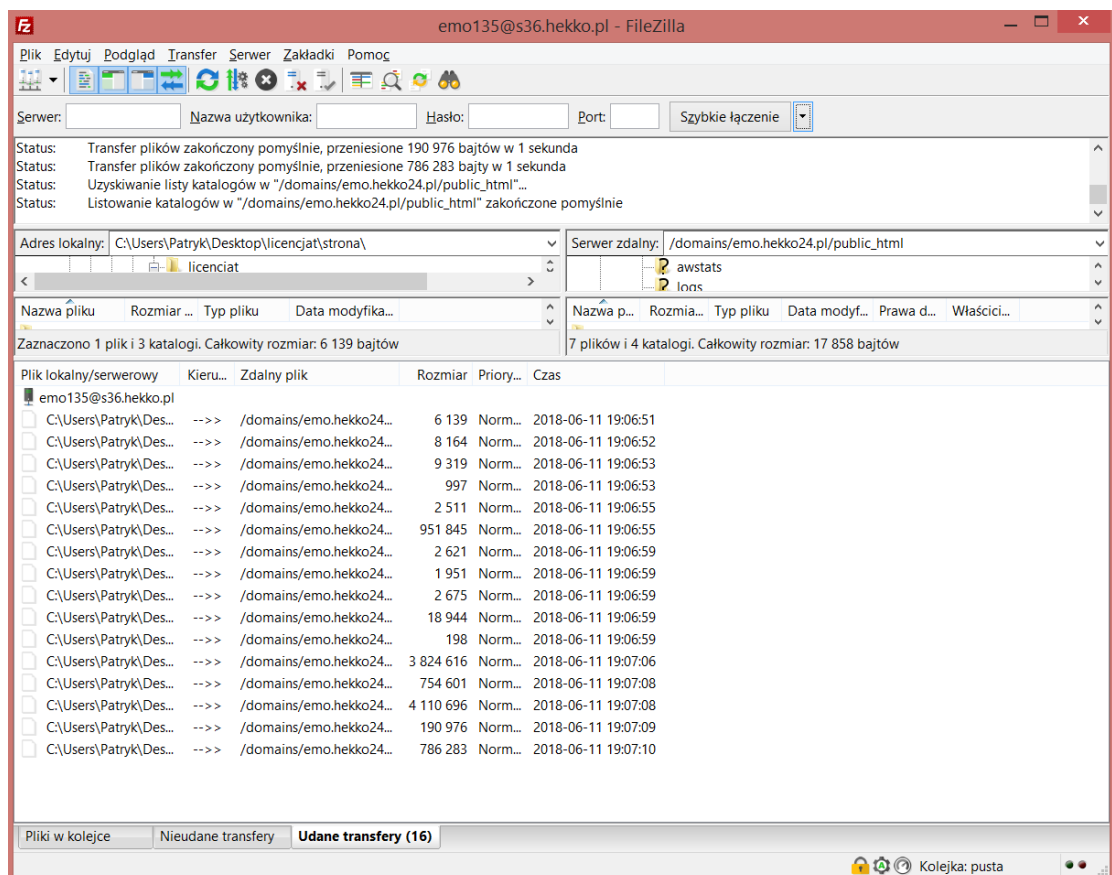 emo135@s36.hekko.pl - FileZilla
Plik Edytuj Podgląd Transfer Serwer Zakładki Pomoc
Serwer: Nazwa użytkownika: Hasło: Port: Szybkie łączenie
Status: Transfer plików zakończony pomyślnie, przeniesione 190 976 bajtów w 1 sekunda
Status: Transfer plików zakończony pomyślnie, przeniesione 786 283 bajty w 1 sekunda
Status: Uzyskiwanie listy katalogów w "/domains/emo.hekko24.pl/public_html"...
Status: Listowanie katalogów w "/domains/emo.hekko24.pl/public_html" zakończone pomyślnie
Adres lokalny: C:\Users\Patryk\Desktop\licencjat\strona\ Serwer zdalny: /domains/emo.hekko24.pl/public_html
licenciat awstats
logs
Nazwa pliku Rozmiar ... Typ pliku Data modyfika... Nazwa p... Rozmia... Typ pliku Data modyf... Prawa d... Właścici...
Zaznaczono 1 plik i 3 katalogi. Całkowity rozmiar: 6 139 bajtów 7 plików i 4 katalogi. Całkowity rozmiar: 17 858 bajtów
Plik lokalny/serwerowy Kieru... Zdalny plik Rozmiar Priory... Czas
emo135@s36.hekko.pl
C:\Users\Patryk\Des... -->> /domains/emo.hekko24... 6 139 Norm... 2018-06-11 19:06:51
C:\Users\Patryk\Des... -->> /domains/emo.hekko24... 8 164 Norm... 2018-06-11 19:06:52
C:\Users\Patryk\Des... -->> /domains/emo.hekko24... 9 319 Norm... 2018-06-11 19:06:53
C:\Users\Patryk\Des... -->> /domains/emo.hekko24... 997 Norm... 2018-06-11 19:06:53
C:\Users\Patryk\Des... -->> /domains/emo.hekko24... 2 511 Norm... 2018-06-11 19:06:55
C:\Users\Patryk\Des... -->> /domains/emo.hekko24... 951 845 Norm... 2018-06-11 19:06:55
C:\Users\Patryk\Des... -->> /domains/emo.hekko24... 2 621 Norm... 2018-06-11 19:06:59
C:\Users\Patryk\Des... -->> /domains/emo.hekko24... 1 951 Norm... 2018-06-11 19:06:59
C:\Users\Patryk\Des... -->> /domains/emo.hekko24... 2 675 Norm... 2018-06-11 19:06:59
C:\Users\Patryk\Des... -->> /domains/emo.hekko24... 18 944 Norm... 2018-06-11 19:06:59
C:\Users\Patryk\Des... -->> /domains/emo.hekko24... 198 Norm... 2018-06-11 19:06:59
C:\Users\Patryk\Des... -->> /domains/emo.hekko24... 3 824 616 Norm... 2018-06-11 19:07:06
C:\Users\Patryk\Des... -->> /domains/emo.hekko24... 754 601 Norm... 2018-06-11 19:07:08
C:\Users\Patryk\Des... -->> /domains/emo.hekko24... 4 110 696 Norm... 2018-06-11 19:07:08
C:\Users\Patryk\Des... -->> /domains/emo.hekko24... 190 976 Norm... 2018-06-11 19:07:09
C:\Users\Patryk\Des... -->> /domains/emo.hekko24... 786 283 Norm... 2018-06-11 19:07:10
Pliki w kolejce Nieudane transfery Udane transfery (16)
Kolejka: pusta